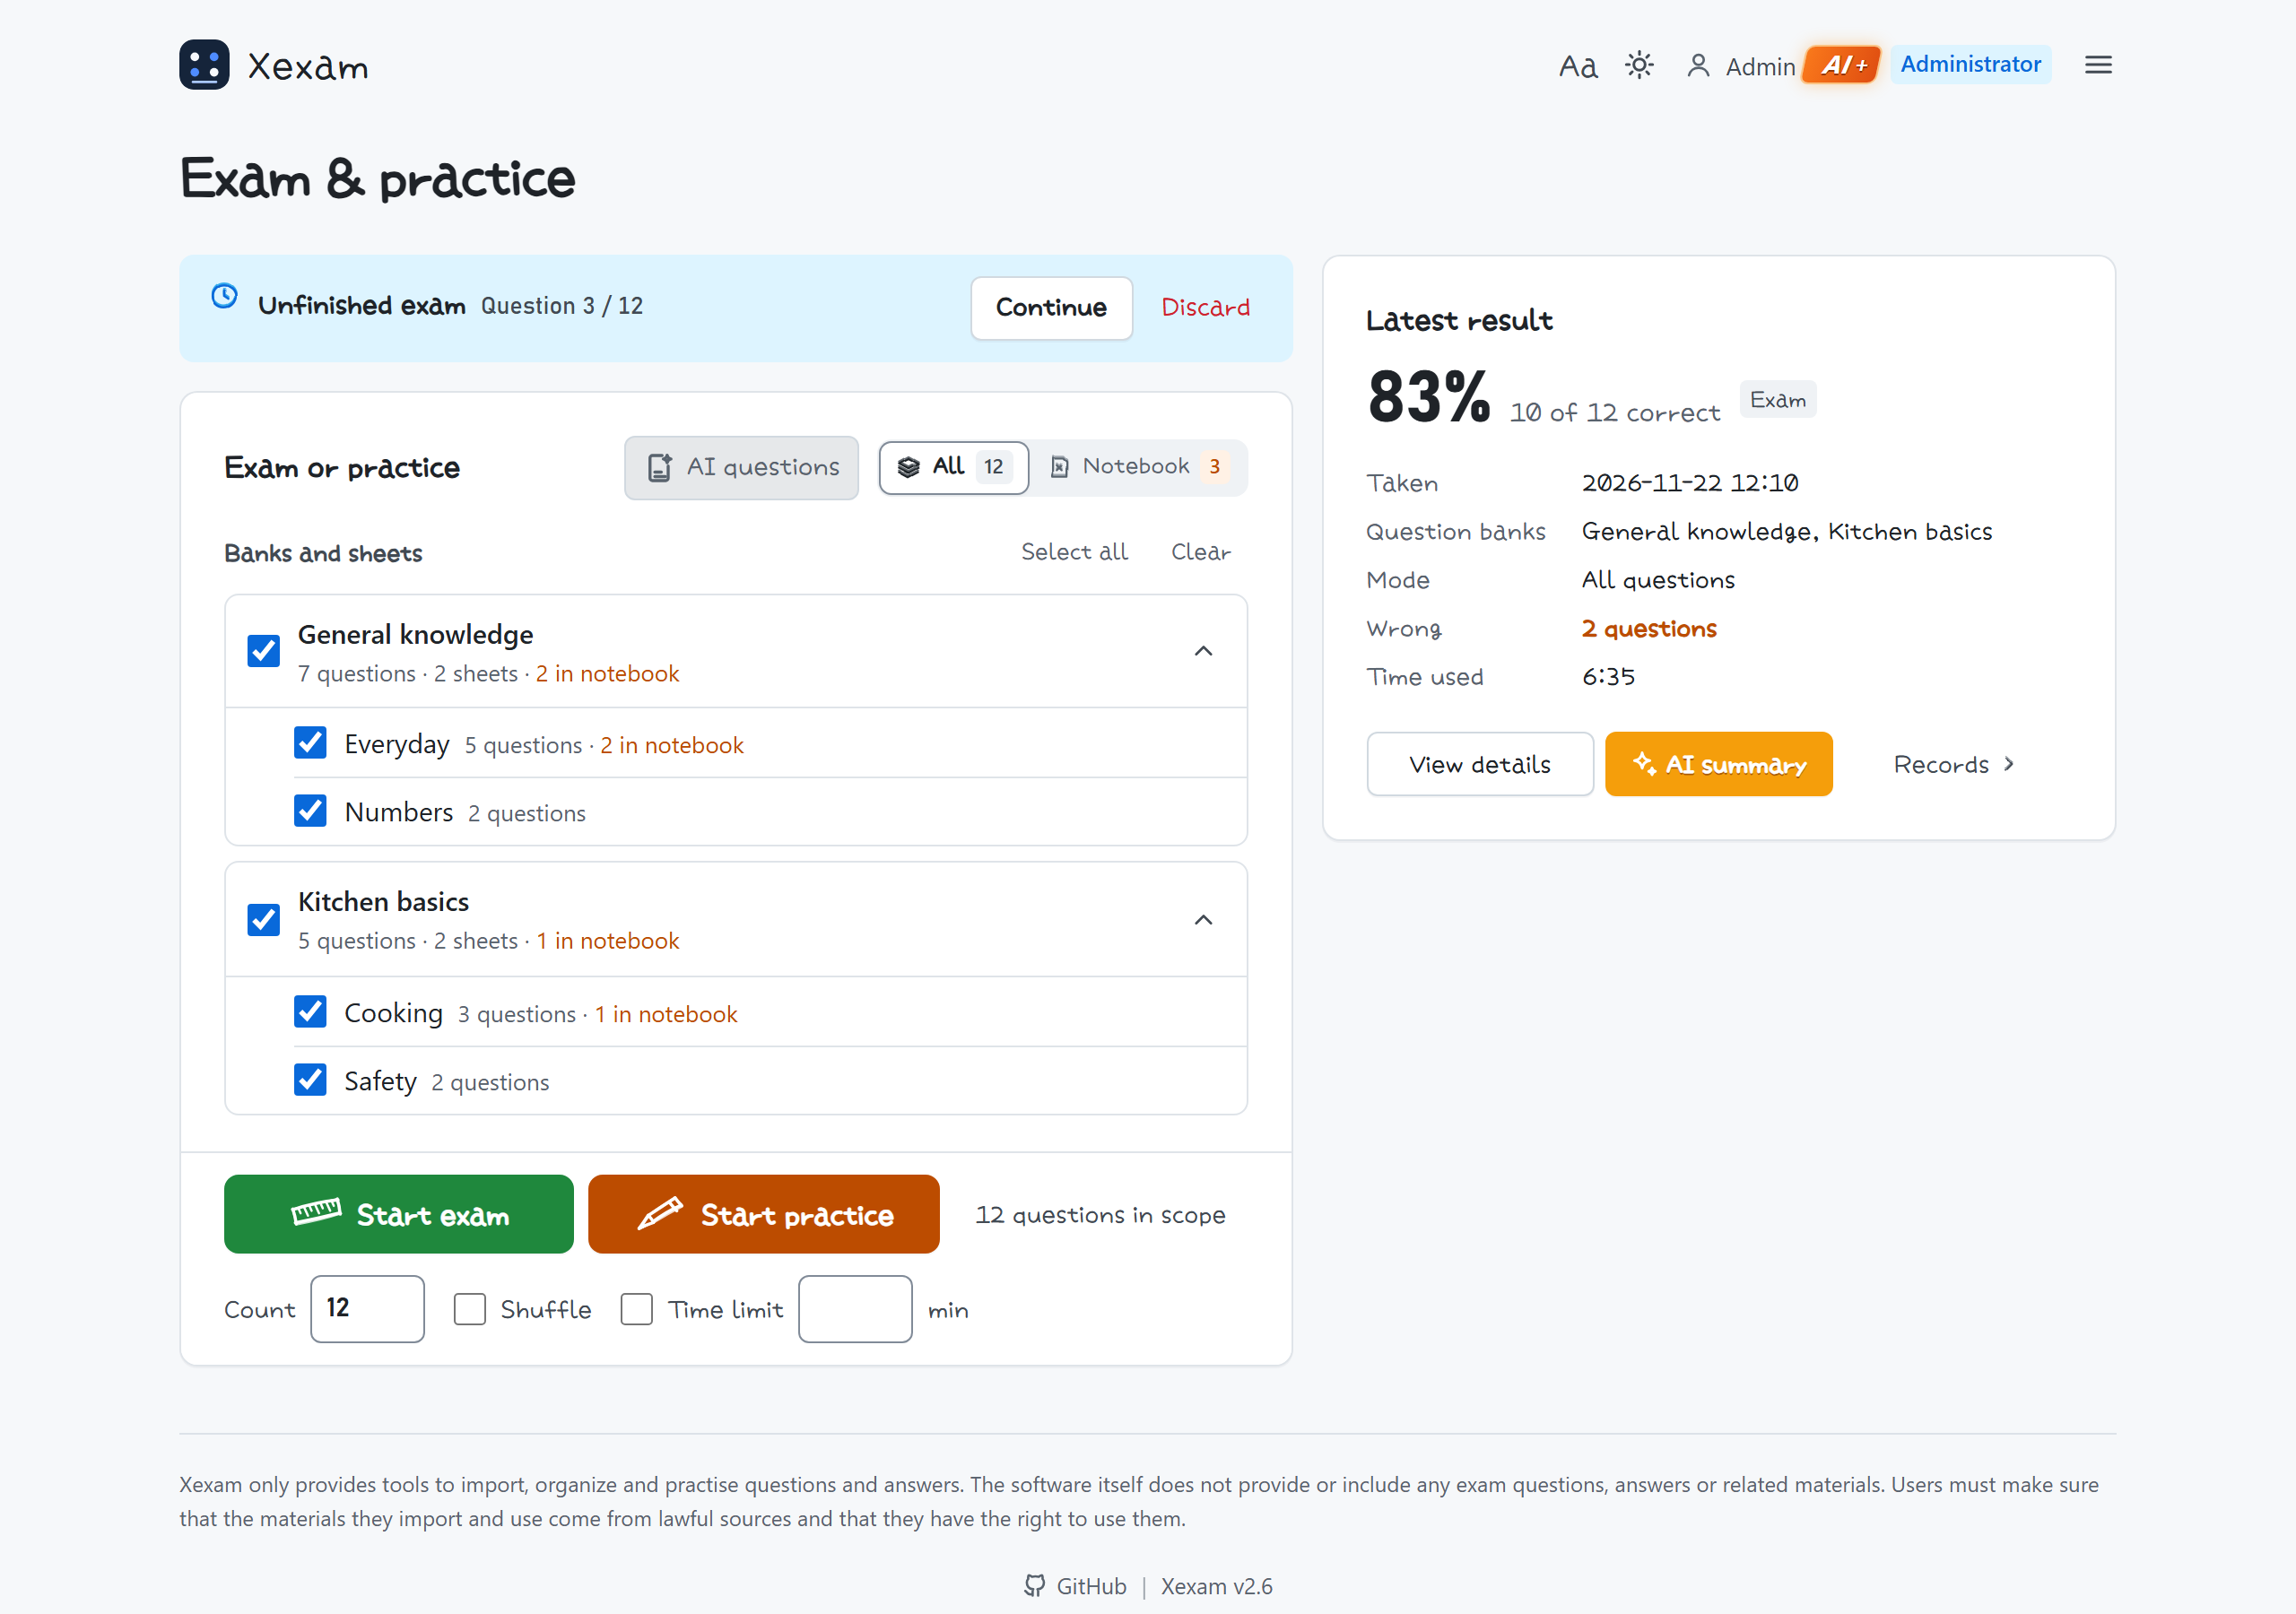 Xexam
Aa Admin AI+ Administrator
Exam & practice
Unfinished exam Question 3 / 12 Continue Discard
Exam or practice AI questions All 12 Notebook 3
Banks and sheets Select all Clear
General knowledge
7 questions · 2 sheets · 2 in notebook
Everyday 5 questions · 2 in notebook
Numbers 2 questions
Kitchen basics
5 questions · 2 sheets · 1 in notebook
Cooking 3 questions · 1 in notebook
Safety 2 questions
Start exam Start practice 12 questions in scope
Count 12 Shuffle Time limit min
Latest result
83% 10 of 12 correct Exam
Taken 2026-11-22 12:10
Question banks General knowledge, Kitchen basics
Mode All questions
Wrong 2 questions
Time used 6:35
View details AI summary Records
Xexam only provides tools to import, organize and practise questions and answers. The software itself does not provide or include any exam questions, answers or related materials. Users must make sure
that the materials they import and use come from lawful sources and that they have the right to use them.
GitHub | Xexam v2.6